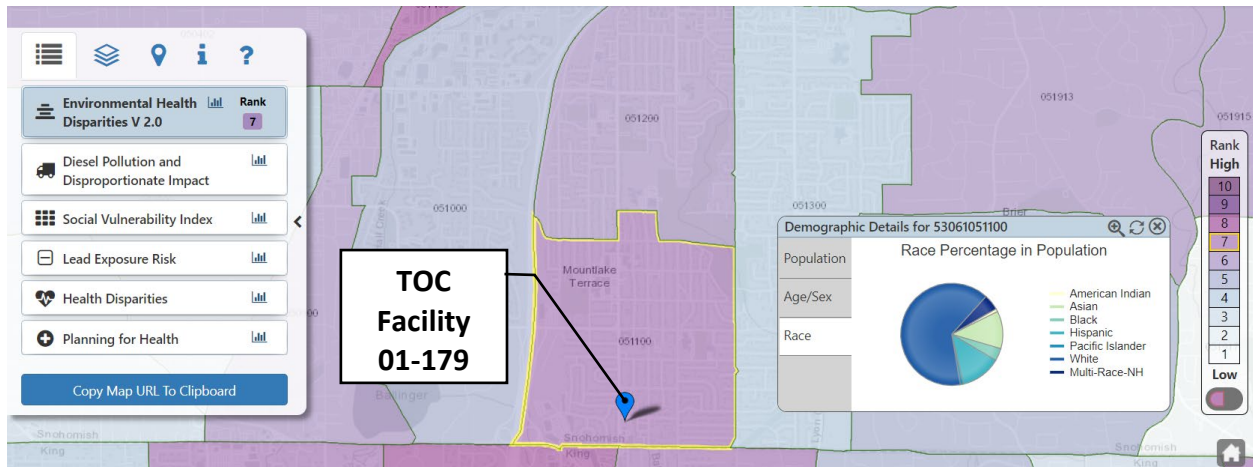 Environmental Health
Disparities V 2.0
Rank
7
Diesel Pollution and
Disproportionate Impact
Social Vulnerability Index
Lead Exposure Risk
Health Disparities
Planning for Health
Copy Map URL To Clipboard
TOC
Facility
01-179
051200
051000
051300
051913
051915
Brier
Mountlake
Terrace
051100
Ballinger
Snohomish
King
Snohomish
King
Snohomish
King
Demographic Details for 53061051100
Population
Age/Sex
Race
Race Percentage in Population
American Indian
Asian
Black
Hispanic
Pacific Islander
White
Multi-Race-NH
Rank
High
10
9
8
7
6
5
4
3
2
1
Low